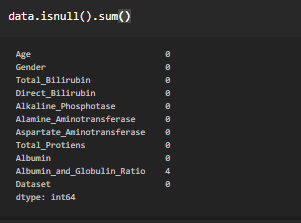 data.isnull().sum()
Age 0
Gender 0
Total_Bilirubin 0
Direct_Bilirubin 0
Alkaline_Phosphotase 0
Alamine_Aminotransferase 0
Aspartate_Aminotransferase 0
Total_Protiens 0
Albumin 0
Albumin_and_Globulin_Ratio 4
Dataset 0
dtype: int64